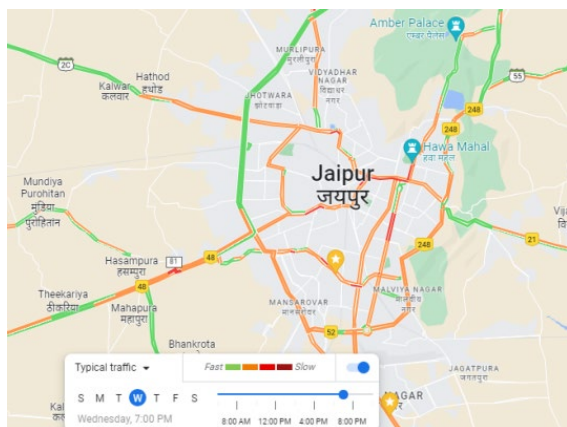 Amber Palace
एम्बर पैलेस
MURLIPURA
मुरलीपुरा
2C
Hathod
हथोड
Kalwar
कलवार
VIDYADHAR
NAGAR
विद्याधर
नगर
55
JHOTWARA
झोटवाड़ा
248
248
Hawa Mahal
हवा महल
Jaipur
जयपुर
Mundiya
Purohitan
मुंडिया
पुरोहितान
Hasampura
हसमपुरा
81
48
48
248
21
Theekariya
ठीकरिया
Mahapura
महापुरा
MANSAROVAR
मानसरोवर
MALVIYA NAGAR
मालवीय
नगर
52
Bhankrota
JAGATPURA
जगतपुरा
NAGAR
Typical traffic
Fast
Slow
S M T W T F S
Wednesday, 7:00 PM
8:00 AM 12:00 PM 4:00 PM 8:00 PM